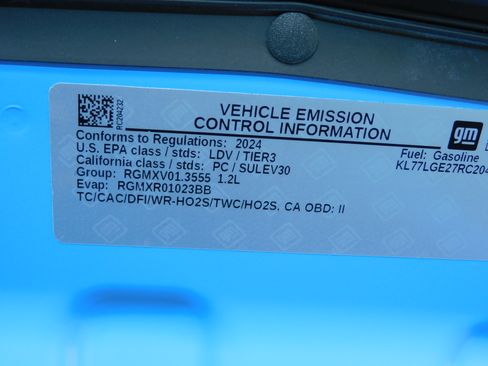 RC204232
VEHICLE EMISSION
CONTROL INFORMATION
gm
Conforms to Regulations: 2024
U.S. EPA class / stds: LDV / TIER3
California class / stds: PC / SULEV30
Group: RGMXV01.3555 1.2L
Evap: RGMXR01023BB
TC/CAC/DFI/WR-HO2S/TWC/HO2S, CA OBD: II
Fuel: Gasoline
KL77LGE27RC204